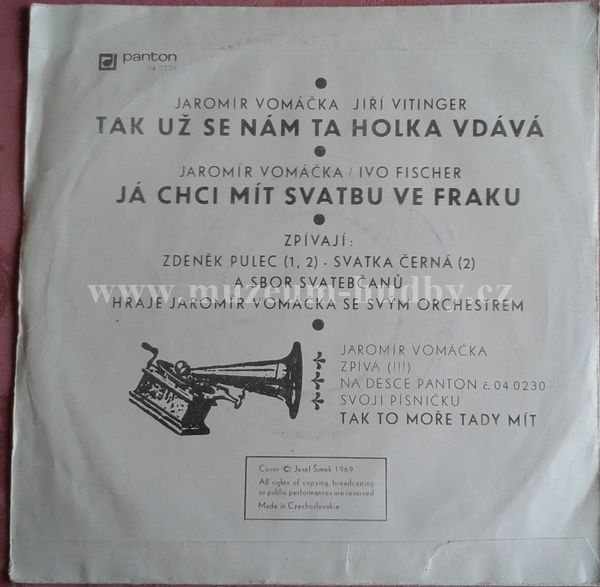 panton
JAROMÍR VOMÁČKA / JIŘÍ VITINGER
TAK UŽ SE NÁM TA HOLKA VDÁVÁ
JAROMÍR VOMÁČKA / IVO FISCHER
JÁ CHCI MÍT SVATBU VE FRAKU
ZPÍVAJÍ:
ZDENĚK PULEC (1, 2) - SVATKA ČERNÁ (2)
A SBOR SVATEBČANŮ
www.muzeum-hudby.cz
HRAJE JAROMÍR VOMÁČKA SE SVÝM ORCHESTREM
JAROMÍR VOMÁČKA
ZPÍVÁ (!!!)
NA DESCE PANTON č. 04 0230
SVOJI PÍSNIČKU
TAK TO MOŘE TADY MÍT
Cover © Josef Šimek 1969
All rights of copying, broadcasting
or public performances are reserved
Made in Czechoslovakia